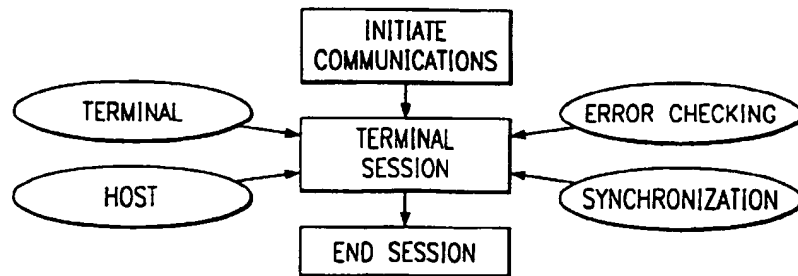 INITIATE
COMMUNICATIONS
TERMINAL
ERROR CHECKING
TERMINAL
SESSION
HOST
SYNCHRONIZATION
END SESSION